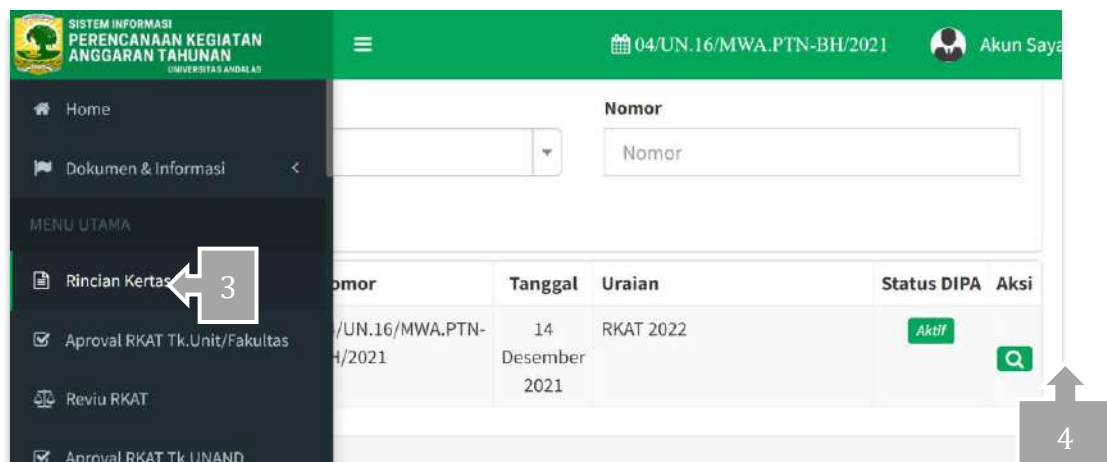 SISTEM INFORMASI
PERENCANAAN KEGIATAN
ANGGARAN TAHUNAN
UNIVERSITAS ANDALAS
04/UN.16/MWA.PTN-BH/2021
Akun Saya
Home
Dokumen & Informasi
MENU UTAMA
Rincian Kertas
3
Aproval RKAT Tk.Unit/Fakultas
Reviu RKAT
Aproval RKAT Tk.UNAND
Nomor
Nomor
omor Tanggal Uraian Status DIPA Aksi
/UN.16/MWA.PTN- 14 RKAT 2022 Aktif
H/2021 Desember
2021
4